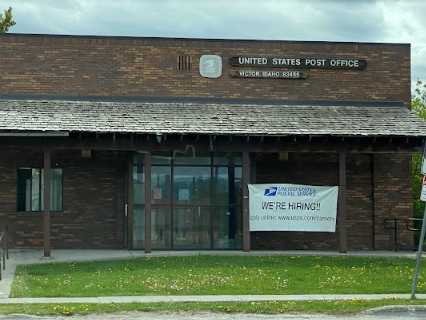 UNITED STATES POST OFFICE
VICTOR, IDAHO 83455
UNITED STATES
POSTAL SERVICE
WE'RE HIRING!!
apply online: www.usps.com/careers